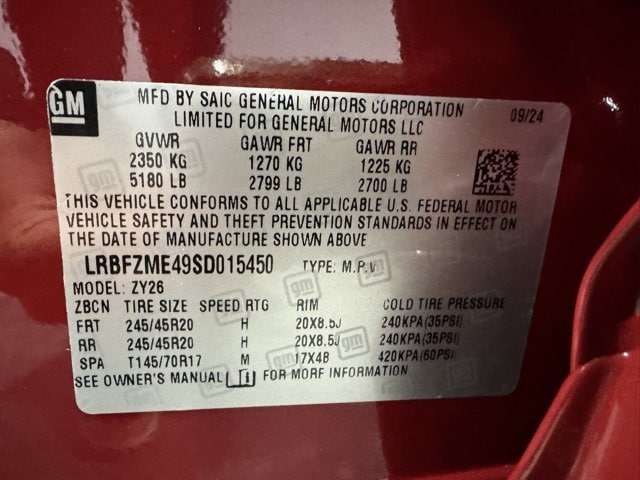 GM
MFD BY SAIC GENERAL MOTORS CORPORATION 09/24
LIMITED FOR GENERAL MOTORS LLC
GVWR GAWR FRT GAWR RR
2350 KG 1270 KG 1225 KG
5180 LB 2799 LB 2700 LB
THIS VEHICLE CONFORMS TO ALL APPLICABLE U.S. FEDERAL MOTOR
VEHICLE SAFETY AND THEFT PREVENTION STANDARDS IN EFFECT ON
THE DATE OF MANUFACTURE SHOWN ABOVE
LRBFZME49SD015450 TYPE: M.P.V
MODEL: ZY26
ZBCN TIRE SIZE SPEED RTG RIM COLD TIRE PRESSURE
FRT 245/45R20 H 20X8.5J 240KPA(35PSI)
RR 245/45R20 H 20X8.5J 240KPA(35PSI)
SPA T145/70R17 M 17X4B 420KPA(60PSI)
SEE OWNER'S MANUAL FOR MORF INFORMATION